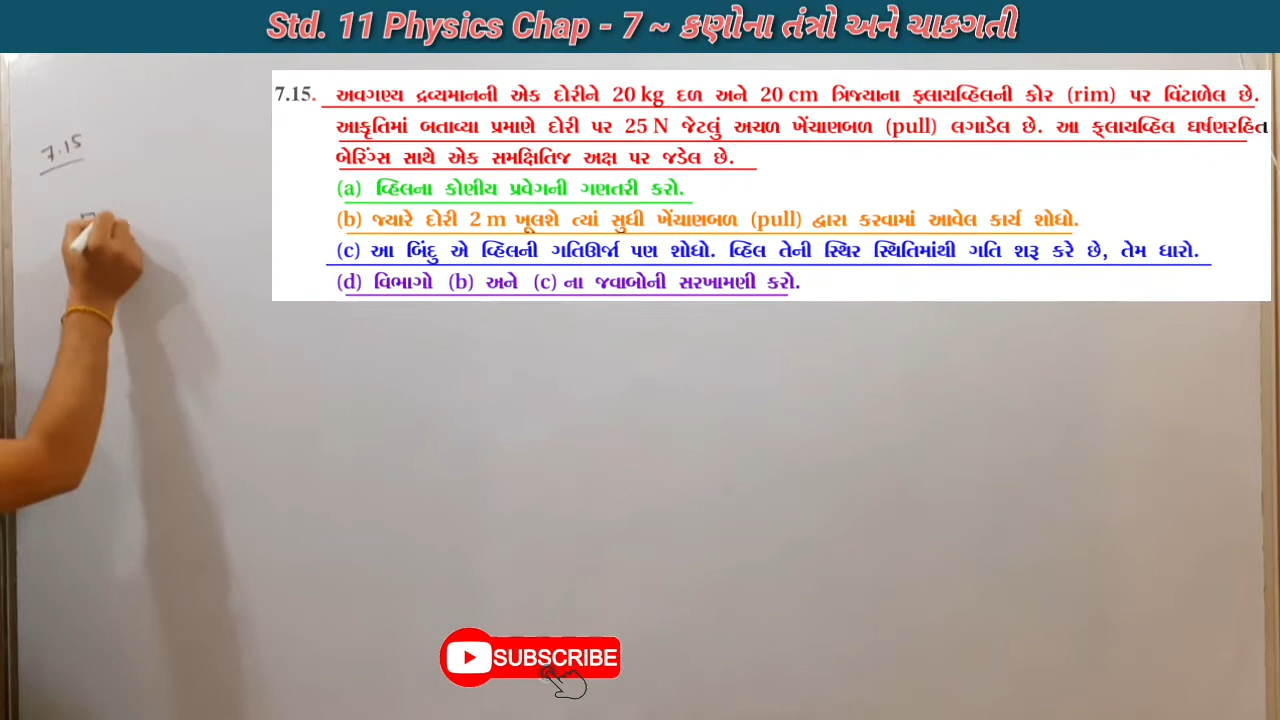 Std. 11 Physics Chap - 7 ~ કણોના તંત્રો અને ચાકગતી
7.15. અવગણ્ય દ્રવ્યમાનની એક દોરીને 20 kg દળ અને 20 cm ત્રિજ્યાના ફ્લાયવ્હિલની કોર (rim) પર વિંટાળેલ છે.
આકૃતિમાં બતાવ્યા પ્રમાણે દોરી પર 25 N જેટલું અચળ ખેંચાણબળ (pull) લગાડેલ છે. આ ફ્લાયવ્હિલ ઘર્ષણરહિત
બેરિંગ્સ સાથે એક સમક્ષિતિજ અક્ષ પર જડેલ છે.
7.15
(a) વ્હિલના કોણીય પ્રવેગની ગણતરી કરો.
(b) જ્યારે દોરી 2 m ખૂલશે ત્યાં સુધી ખેંચાણબળ (pull) દ્વારા કરવામાં આવેલ કાર્ય શોધો.
(c) આ બિંદુ એ વ્હિલની ગતિઊર્જા પણ શોધો. વ્હિલ તેની સ્થિર સ્થિતિમાંથી ગતિ શરૂ કરે છે, તેમ ધારો.
(d) વિભાગો (b) અને (c) ના જવાબોની સરખામણી કરો.
SUBSCRIBE